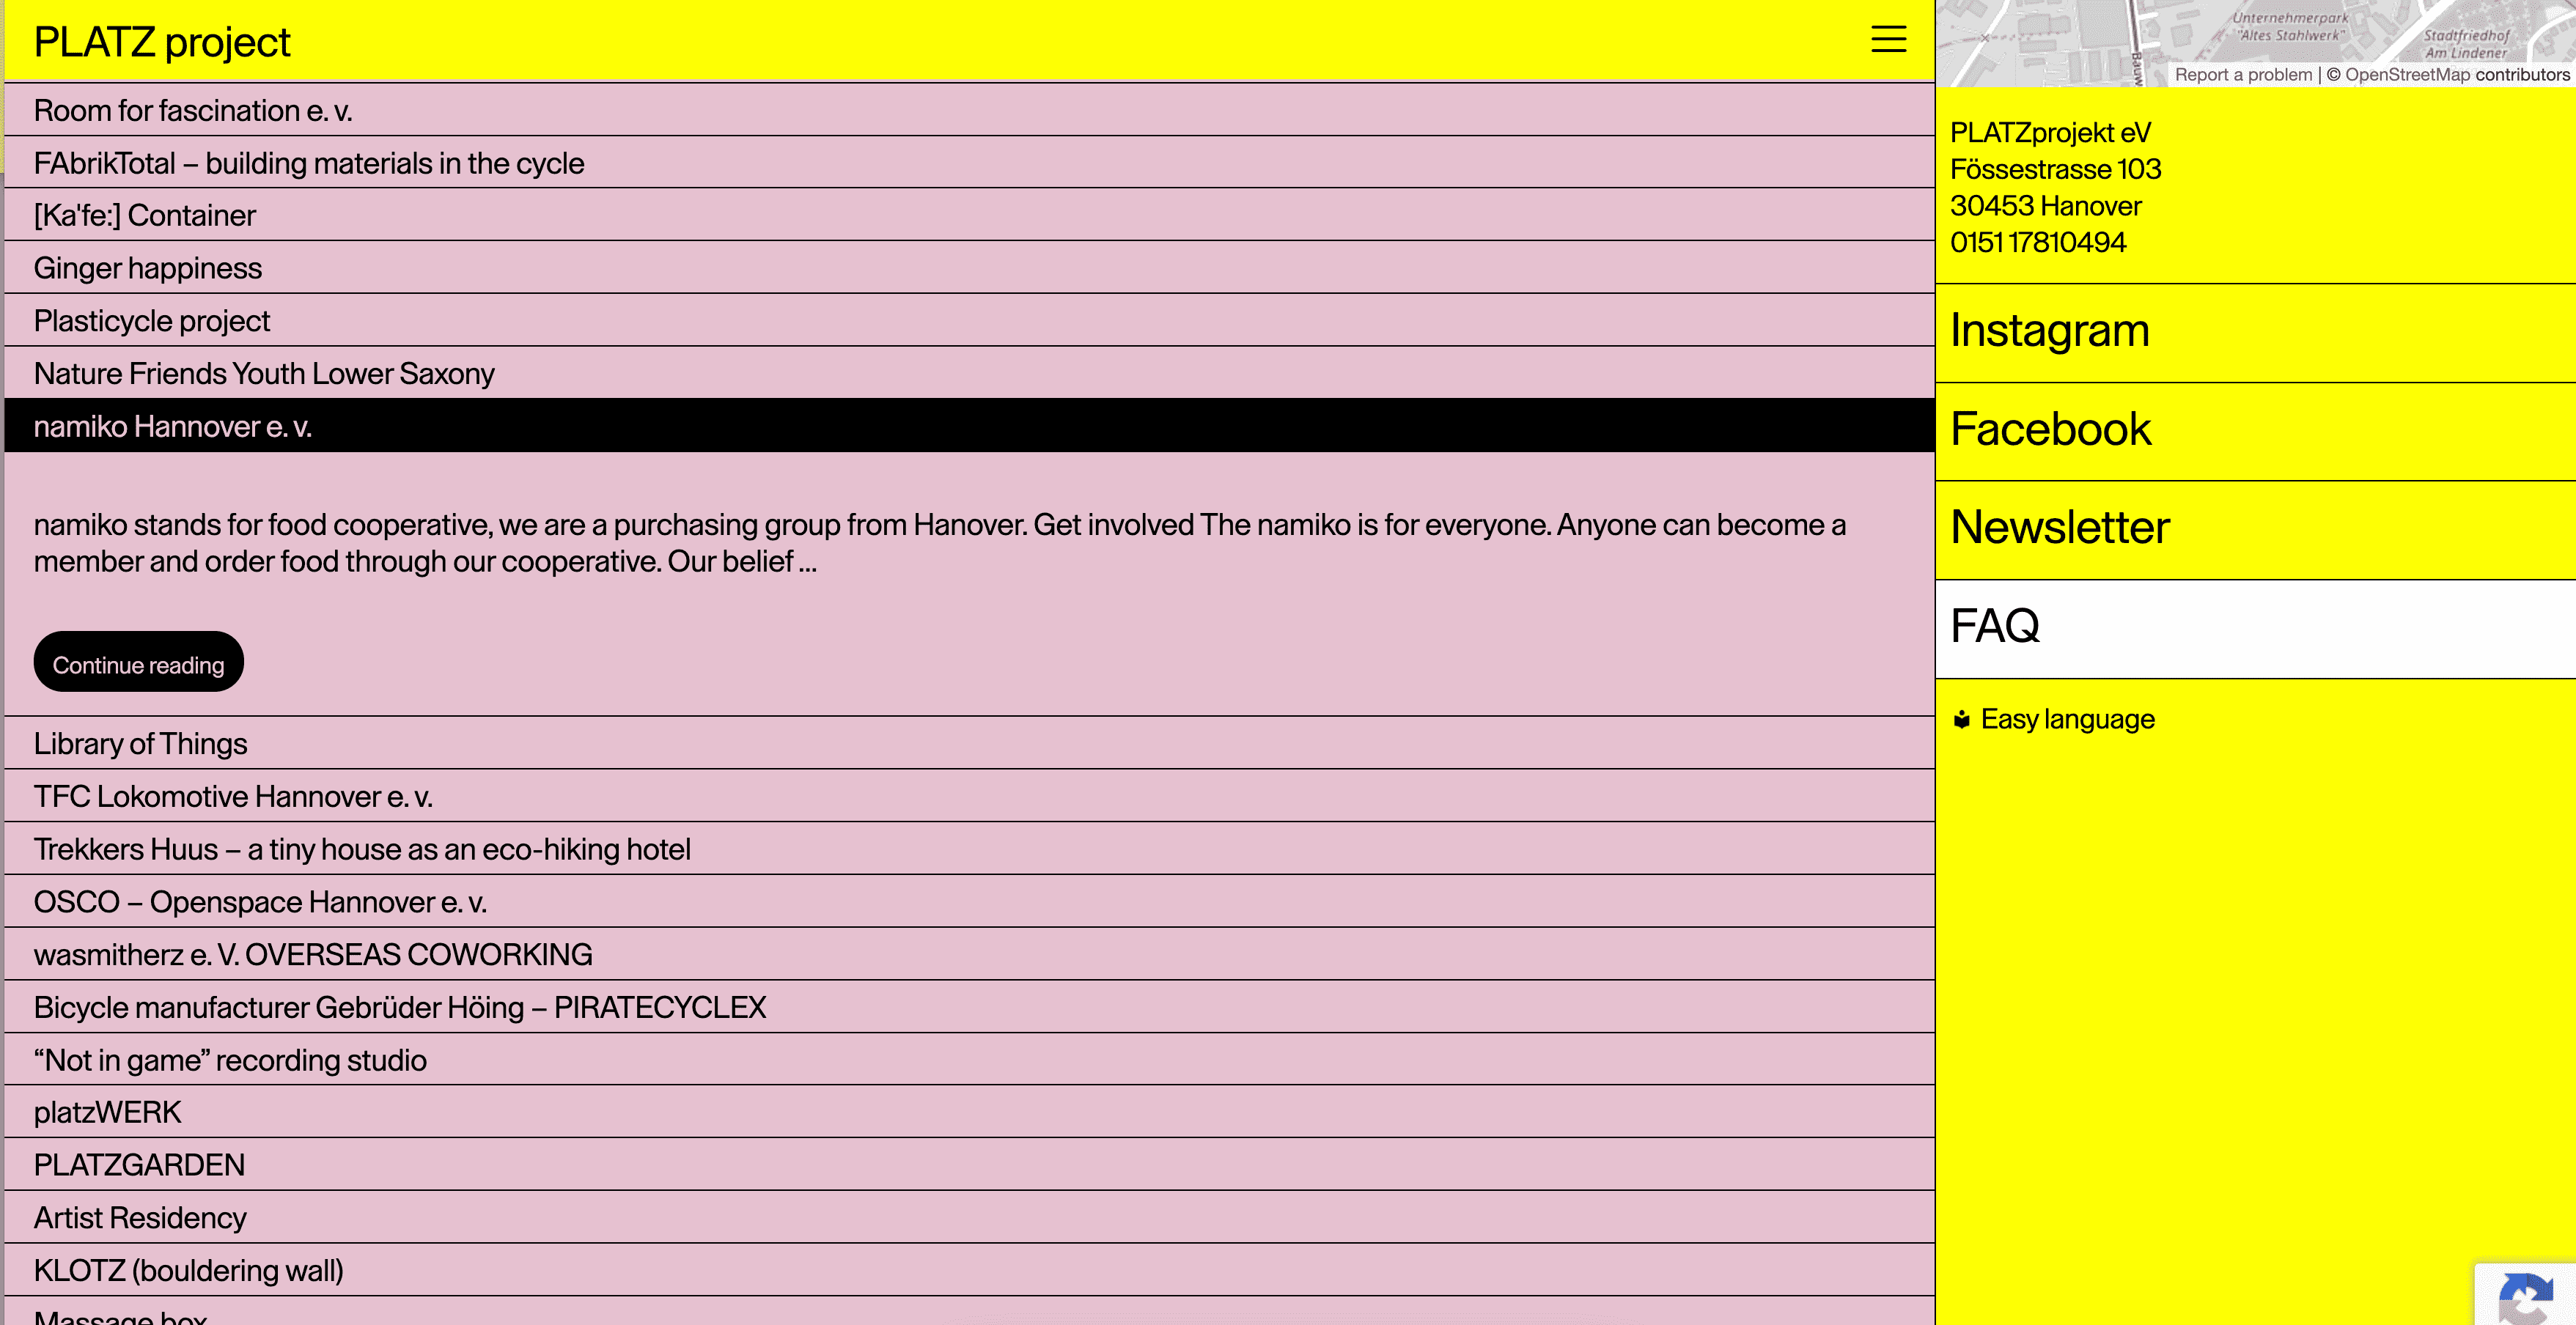 PLATZ project
Room for fascination e. v.
FAbrikTotal – building materials in the cycle
[Ka'fe:] Container
Ginger happiness
Plasticycle project
Nature Friends Youth Lower Saxony
namiko Hannover e. v.
namiko stands for food cooperative, we are a purchasing group from Hanover. Get involved The namiko is for everyone. Anyone can become a
member and order food through our cooperative. Our belief ...
Continue reading
Library of Things
TFC Lokomotive Hannover e. v.
Trekkers Huus – a tiny house as an eco-hiking hotel
OSCO – Openspace Hannover e. v.
wasmitherz e. V. OVERSEAS COWORKING
Bicycle manufacturer Gebrüder Höing – PIRATECYCLEX
“Not in game” recording studio
platzWERK
PLATZGARDEN
Artist Residency
KLOTZ (bouldering wall)
Massage box
Unternehmerpark
"Altes Stahlwerk"
Stadtfriedhof
Am Lindener
Bauw
Report a problem | © OpenStreetMap contributors
PLATZprojekt eV
Fössestrasse 103
30453 Hanover
0151 17810494
Instagram
Facebook
Newsletter
FAQ
Easy language